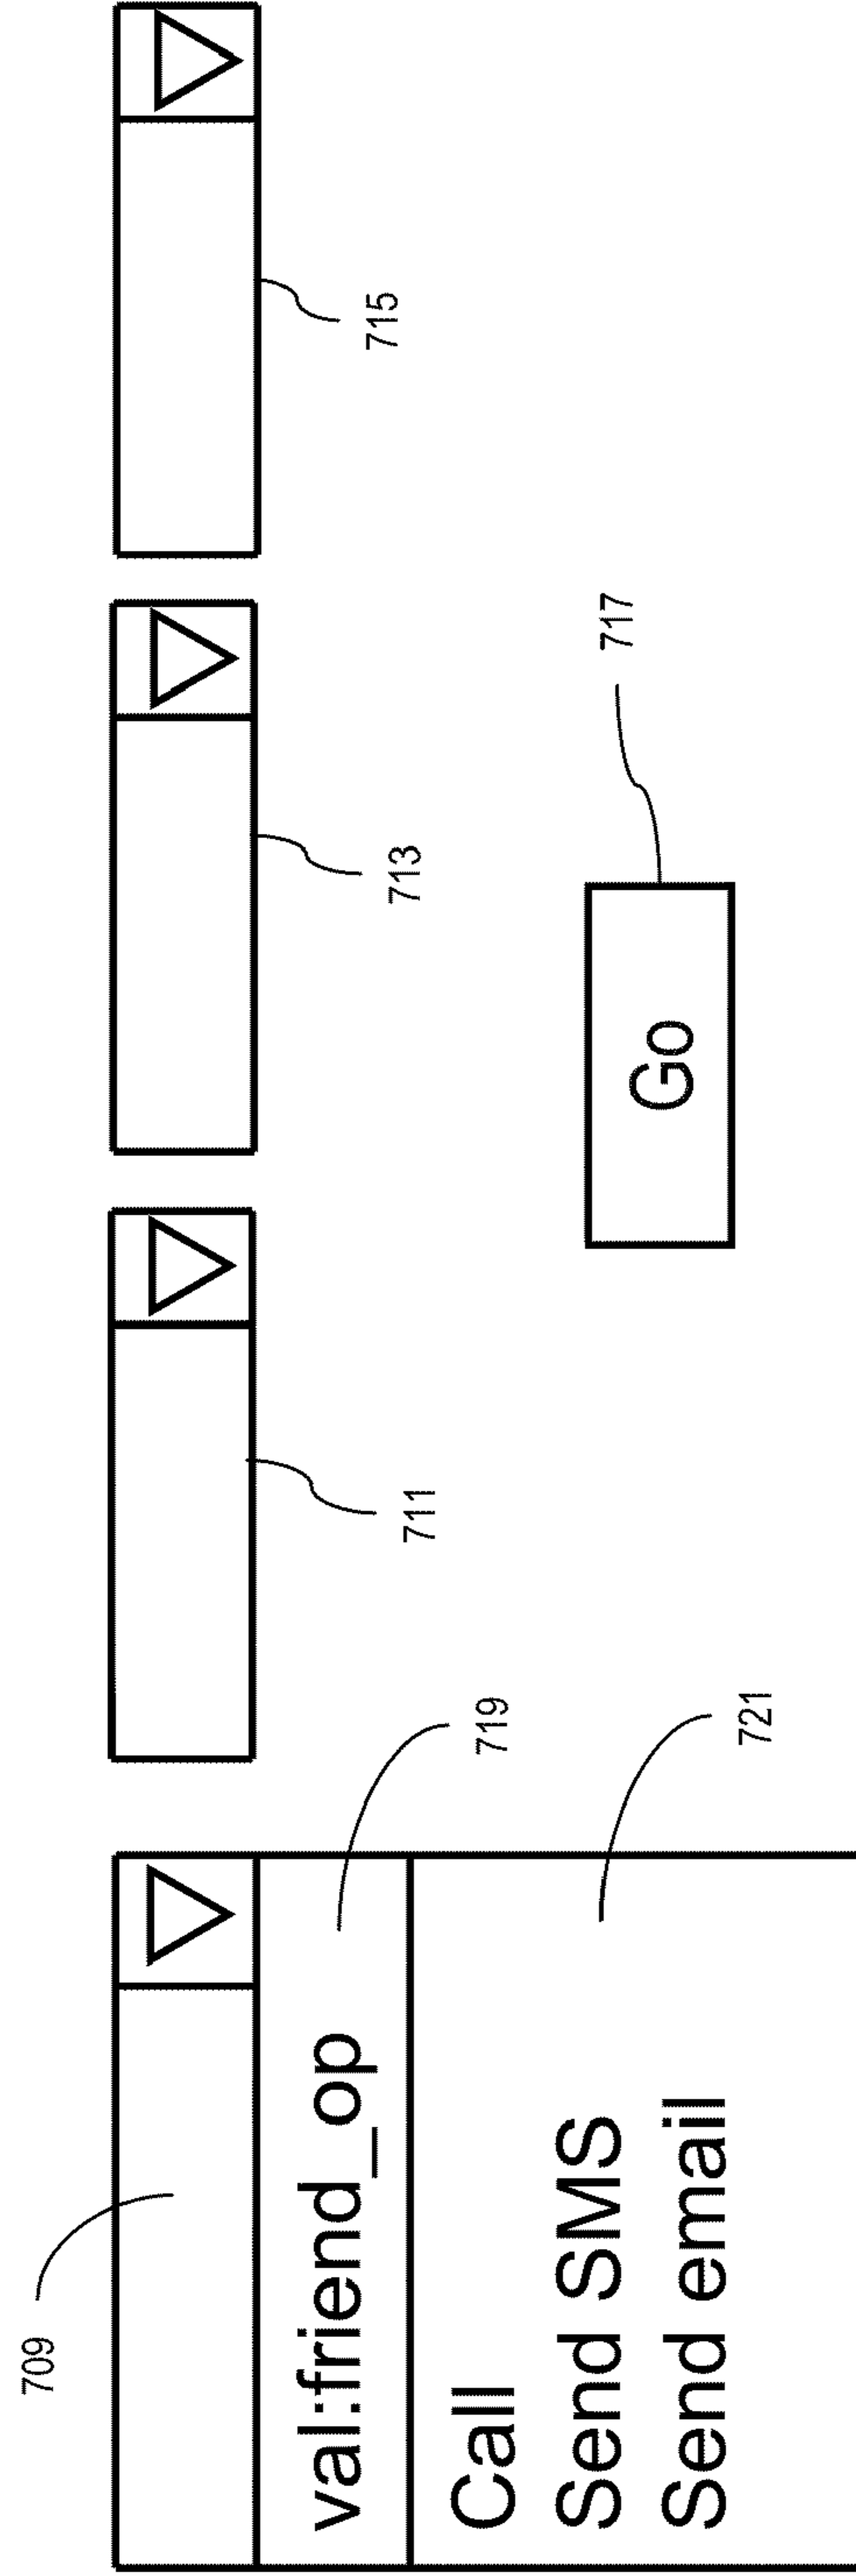 709
val:friend_op
719
Call
Send SMS
Send email
721
711
713
715
Go
717